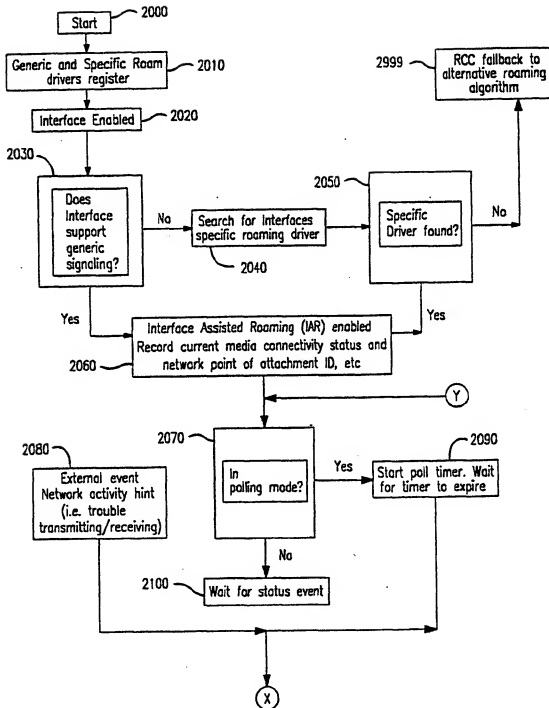 Start
2000
Generic and Specific Roam
drivers register
2010
2999
RCC fallback to
alternative roaming
algorithm
Interface Enabled
2020
2030
Does
Interface
support
generic
signaling?
No
Search for Interfaces
specific roaming driver
2040
2050
Specific
Driver found?
No
Yes
Yes
Interface Assisted Roaming (IAR) enabled
Record current media connectivity status and
network point of attachment ID, etc
2060
Y
2070
In
polling mode?
Yes
2090
Start poll timer. Wait
for timer to expire
2080
External event
Network activity hint
(i.e. trouble
transmitting/receiving)
No
2100
Wait for status event
X